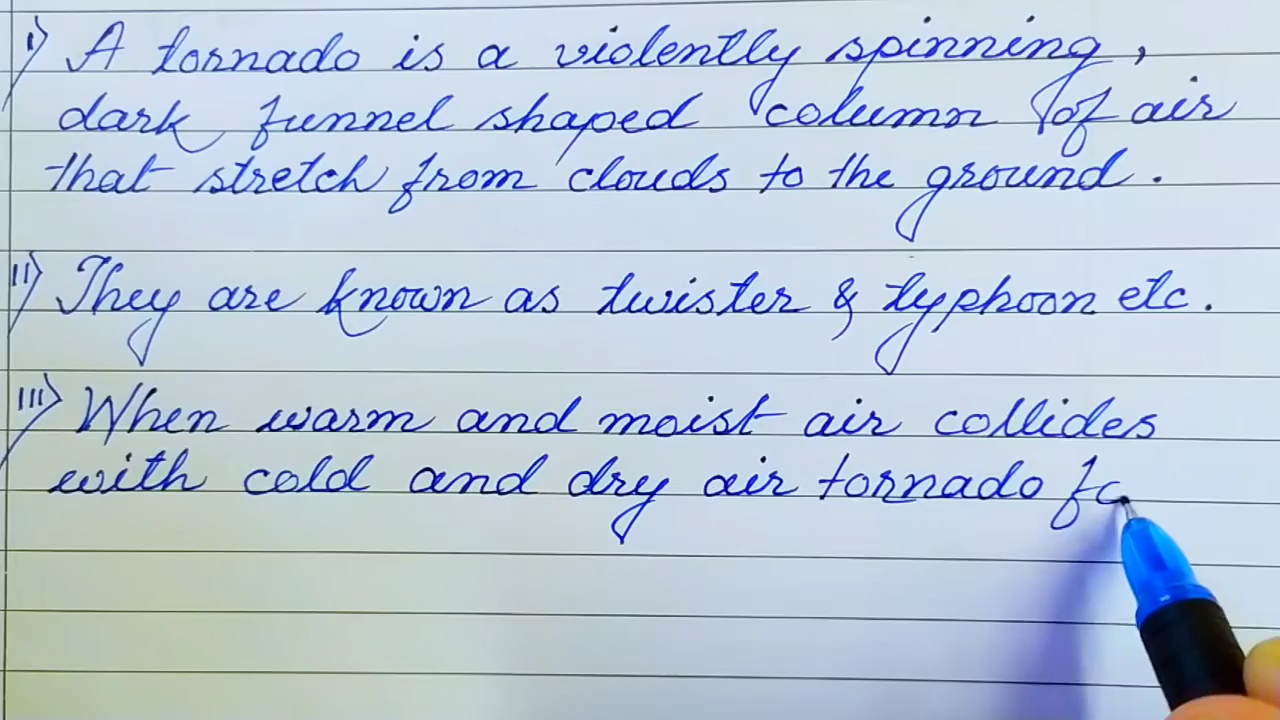 i) A tornado is a violently spinning,
dark funnel shaped column of air
that stretch from clouds to the ground.
ii) They are known as twister & typhoon etc.
iii) When warm and moist air collides
with cold and dry air tornado fo